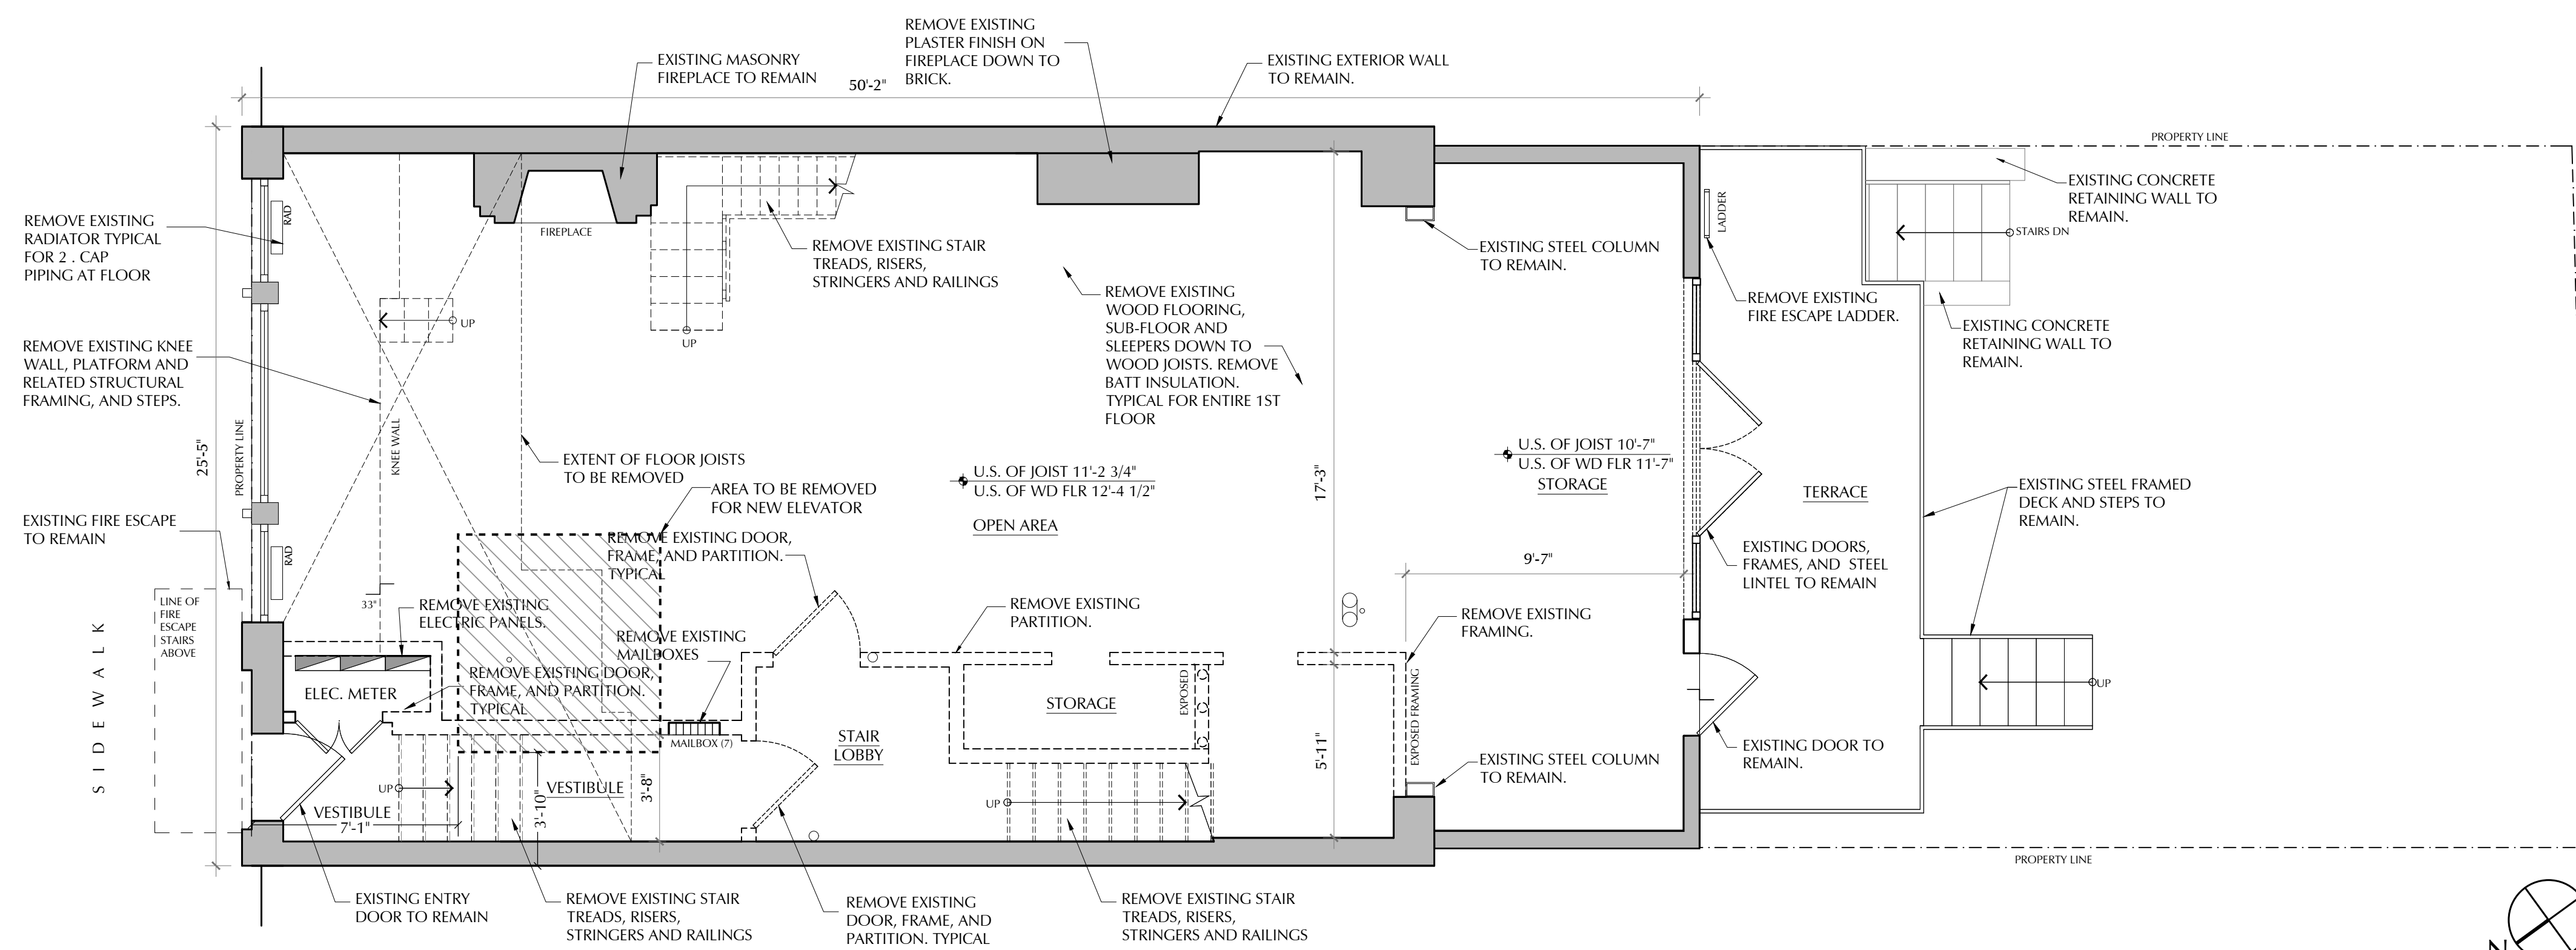 REMOVE EXISTING
PLASTER FINISH ON
FIREPLACE DOWN TO
BRICK.
EXISTING MASONRY
FIREPLACE TO REMAIN
EXISTING EXTERIOR WALL
TO REMAIN.
50'-2"
PROPERTY LINE
EXISTING CONCRETE
RETAINING WALL TO
REMAIN.
REMOVE EXISTING
RADIATOR TYPICAL
FOR 2 . CAP
PIPING AT FLOOR
RAD
FIREPLACE
REMOVE EXISTING STAIR
TREADS, RISERS,
STRINGERS AND RAILINGS
UP
UP
EXISTING STEEL COLUMN
TO REMAIN.
LADDER
STAIRS DN
REMOVE EXISTING
FIRE ESCAPE LADDER.
EXISTING CONCRETE
RETAINING WALL TO
REMAIN.
REMOVE EXISTING
WOOD FLOORING,
SUB-FLOOR AND
SLEEPERS DOWN TO
WOOD JOISTS. REMOVE
BATT INSULATION.
TYPICAL FOR ENTIRE 1ST
FLOOR
REMOVE EXISTING KNEE
WALL, PLATFORM AND
RELATED STRUCTURAL
FRAMING, AND STEPS.
25'-5"
PROPERTY LINE
KNEE WALL
EXTENT OF FLOOR JOISTS
TO BE REMOVED
AREA TO BE REMOVED
FOR NEW ELEVATOR
U.S. OF JOIST 11'-2 3/4"
U.S. OF WD FLR 12'-4 1/2"
OPEN AREA
17'-3"
U.S. OF JOIST 10'-7"
U.S. OF WD FLR 11'-7"
STORAGE
TERRACE
EXISTING STEEL FRAMED
DECK AND STEPS TO
REMAIN.
EXISTING FIRE ESCAPE
TO REMAIN
RAD
REMOVE EXISTING DOOR,
FRAME, AND PARTITION.
TYPICAL
9'-7"
EXISTING DOORS,
FRAMES, AND STEEL
LINTEL TO REMAIN
LINE OF
FIRE
ESCAPE
STAIRS
ABOVE
33"
REMOVE EXISTING
ELECTRIC PANELS.
REMOVE EXISTING
MAILBOXES
REMOVE EXISTING
PARTITION.
REMOVE EXISTING
FRAMING.
SIDEWALK
ELEC. METER
REMOVE EXISTING DOOR,
FRAME, AND PARTITION.
TYPICAL
MAILBOX (7)
STAIR
LOBBY
STORAGE
EXPOSED
5'-11"
EXPOSED FRAMING
UP
EXISTING DOOR TO
REMAIN.
EXISTING STEEL COLUMN
TO REMAIN.
UP
VESTIBULE
3'-10"
3'-8"
UP
VESTIBULE
7'-1"
PROPERTY LINE
EXISTING ENTRY
DOOR TO REMAIN
REMOVE EXISTING STAIR
TREADS, RISERS,
STRINGERS AND RAILINGS
REMOVE EXISTING
DOOR, FRAME, AND
PARTITION. TYPICAL
REMOVE EXISTING STAIR
TREADS, RISERS,
STRINGERS AND RAILINGS
N